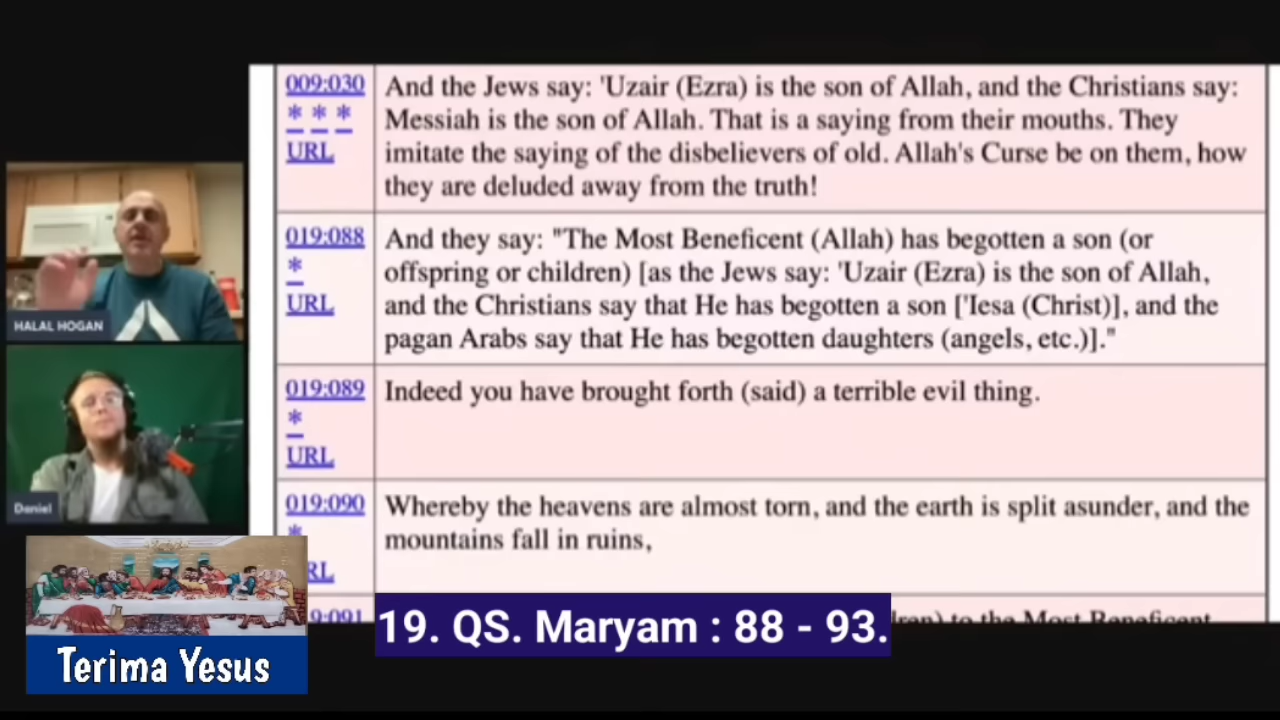 009:030
* * *
URL
And the Jews say: 'Uzair (Ezra) is the son of Allah, and the Christians say:
Messiah is the son of Allah. That is a saying from their mouths. They
imitate the saying of the disbelievers of old. Allah's Curse be on them, how
they are deluded away from the truth!
019:088
*
URL
And they say: "The Most Beneficent (Allah) has begotten a son (or
offspring or children) [as the Jews say: 'Uzair (Ezra) is the son of Allah,
and the Christians say that He has begotten a son ['Iesa (Christ)], and the
pagan Arabs say that He has begotten daughters (angels, etc.)]."
019:089
*
URL
Indeed you have brought forth (said) a terrible evil thing.
019:090
*
RL
Whereby the heavens are almost torn, and the earth is split asunder, and the
mountains fall in ruins,
to the Most Beneficent
HALAL HOGAN
Daniel
19. QS. Maryam : 88 - 93.
Terima Yesus